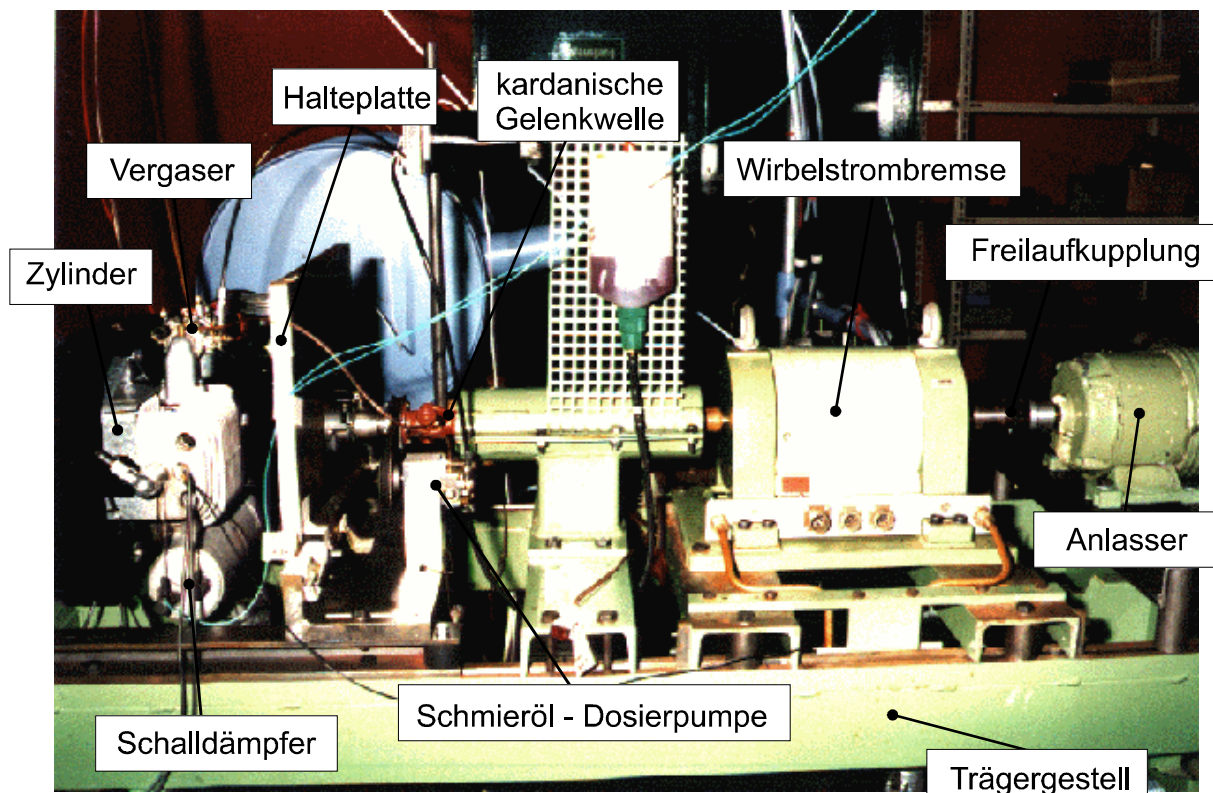 Halteplatte
kardanische
Gelenkwelle
Vergaser
Wirbelstrombremse
Zylinder
Freilaufkupplung
Anlasser
Schmieröl - Dosierpumpe
Schalldämpfer
Trägergestell